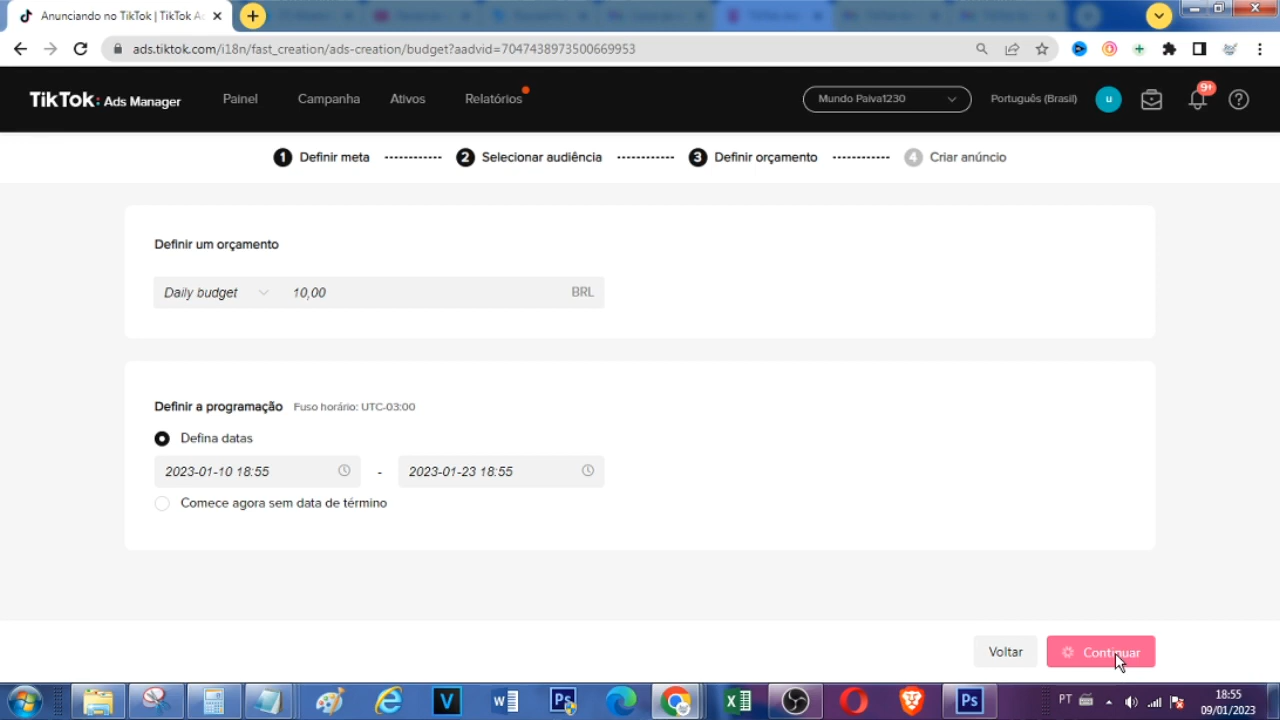 Anunciando no TikTok | TikTok A
ads.tiktok.com/i18n/fast_creation/ads-creation/budget?aadvid=7047438973500669953
TikTok: Ads Manager
Painel
Campanha
Ativos
Relatórios
Mundo Paiva1230
Português (Brasil)
u
9+
1 Definir meta
2 Selecionar audiência
3 Definir orçamento
4 Criar anúncio
Definir um orçamento
Daily budget
10,00
BRL
Definir a programação
Fuso horário: UTC-03:00
Defina datas
2023-01-10 18:55 - 2023-01-23 18:55
Comece agora sem data de término
Voltar
Continuar
PT
18:55
09/01/2023